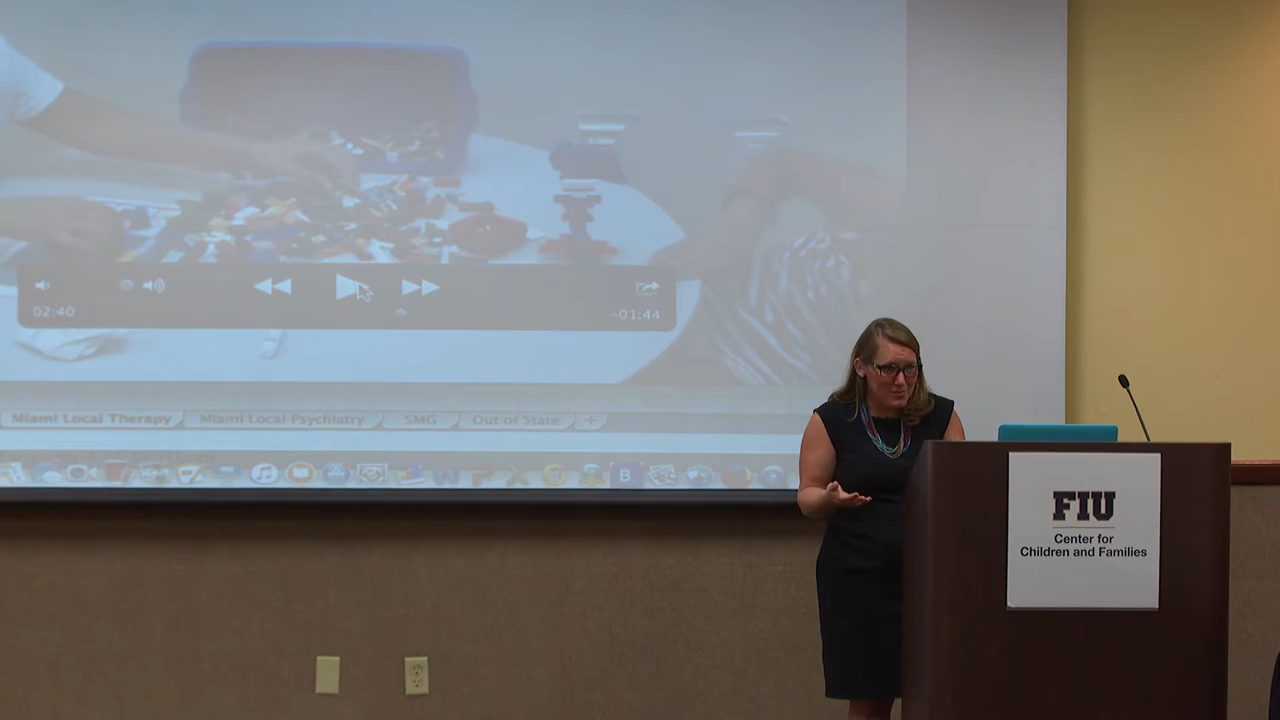 02:40
-01:44
Miami Local Therapy
Miami Local Psychiatry
SMG
Out of State
+
FIU
Center for
Children and Families